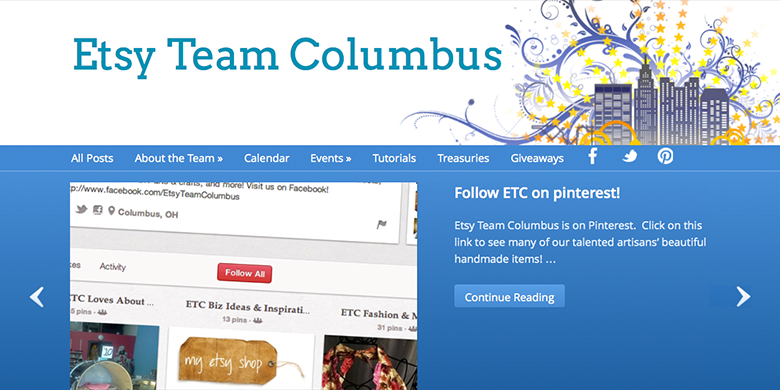 Etsy Team Columbus
All Posts About the Team » Calendar Events » Tutorials Treasuries Giveaways
& crafts, and more! Visit us on Facebook!
www.facebook.com/EtsyTeamColumbus
Columbus, OH
Activity
Follow All
ETC Loves About ...
5 pins
ETC Biz Ideas & Inspirati...
13 pins
ETC Fashion &
31 pins
my etsy shop
Follow ETC on pinterest!
Etsy Team Columbus is on Pinterest. Click on this
link to see many of our talented artisans’ beautiful
handmade items! …
Continue Reading